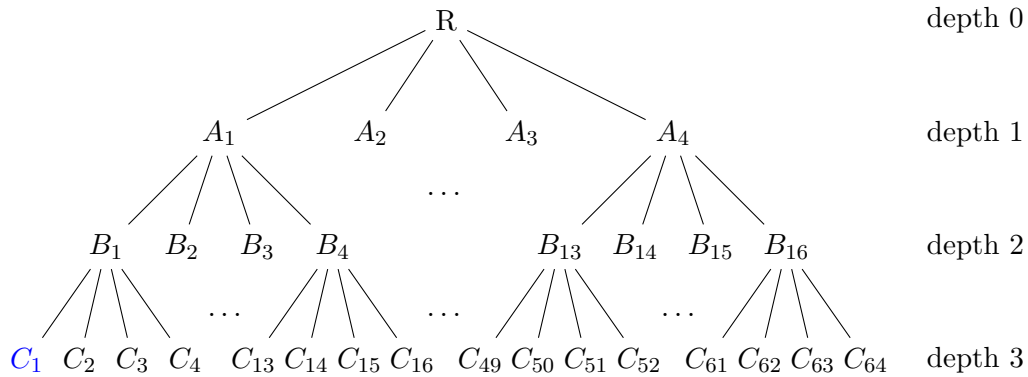 R depth 0
A₁ A₂ A₃ A₄ depth 1
...
B₁ B₂ B₃ B₄ B₁₃ B₁₄ B₁₅ B₁₆ depth 2
... ... ...
C₁ C₂ C₃ C₄ C₁₃ C₁₄ C₁₅ C₁₆ C₄₉ C₅₀ C₅₁ C₅₂ C₆₁ C₆₂ C₆₃ C₆₄ depth 3